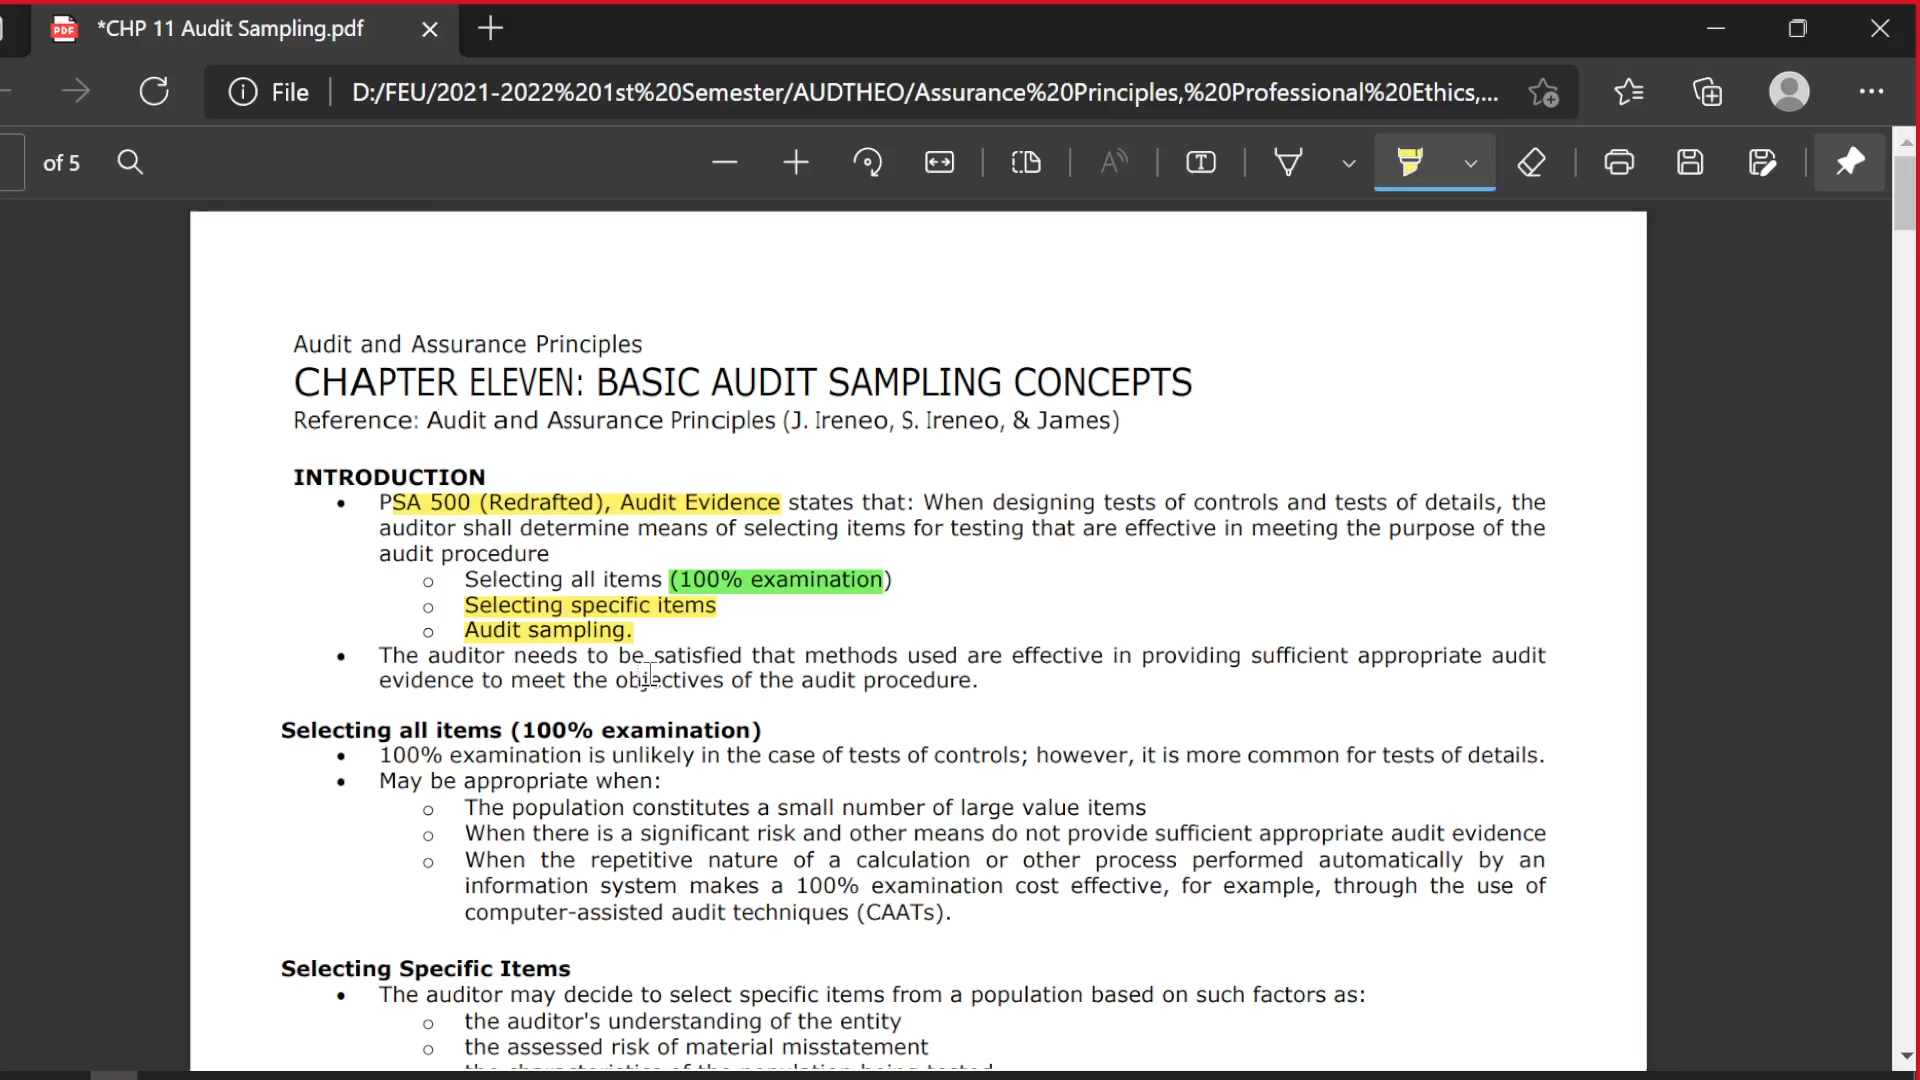 *CHP 11 Audit Sampling.pdf
File D:/FEU/2021-2022%201st%20Semester/AUDTHEO/Assurance%20Principles,%20Professional%20Ethics,...
of 5
Audit and Assurance Principles
CHAPTER ELEVEN: BASIC AUDIT SAMPLING CONCEPTS
Reference: Audit and Assurance Principles (J. Ireneo, S. Ireneo, & James)
INTRODUCTION
• PSA 500 (Redrafted), Audit Evidence states that: When designing tests of controls and tests of details, the
auditor shall determine means of selecting items for testing that are effective in meeting the purpose of the
audit procedure
o Selecting all items (100% examination)
o Selecting specific items
o Audit sampling.
• The auditor needs to be satisfied that methods used are effective in providing sufficient appropriate audit
evidence to meet the objectives of the audit procedure.
Selecting all items (100% examination)
• 100% examination is unlikely in the case of tests of controls; however, it is more common for tests of details.
• May be appropriate when:
o The population constitutes a small number of large value items
o When there is a significant risk and other means do not provide sufficient appropriate audit evidence
o When the repetitive nature of a calculation or other process performed automatically by an
information system makes a 100% examination cost effective, for example, through the use of
computer-assisted audit techniques (CAATs).
Selecting Specific Items
• The auditor may decide to select specific items from a population based on such factors as:
o the auditor's understanding of the entity
o the assessed risk of material misstatement
the characteristics of the population being tested